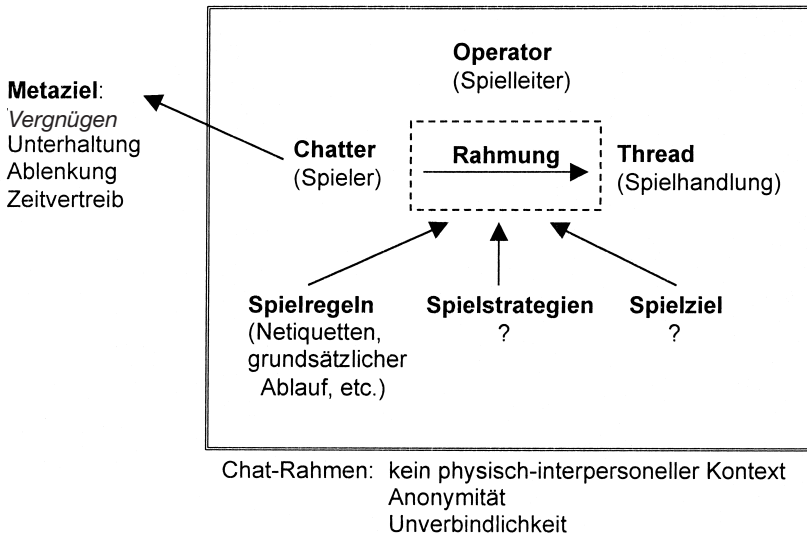 Operator
(Spielleiter)
Metaziel:
Vergnügen
Unterhaltung
Ablenkung
Zeitvertreib
Chatter
(Spieler)
Rahmung
Thread
(Spielhandlung)
Spielregeln
(Netiquetten,
grundsätzlicher
Ablauf, etc.)
Spielstrategien
?
Spielziel
?
Chat-Rahmen: kein physisch-interpersoneller Kontext
Anonymität
Unverbindlichkeit